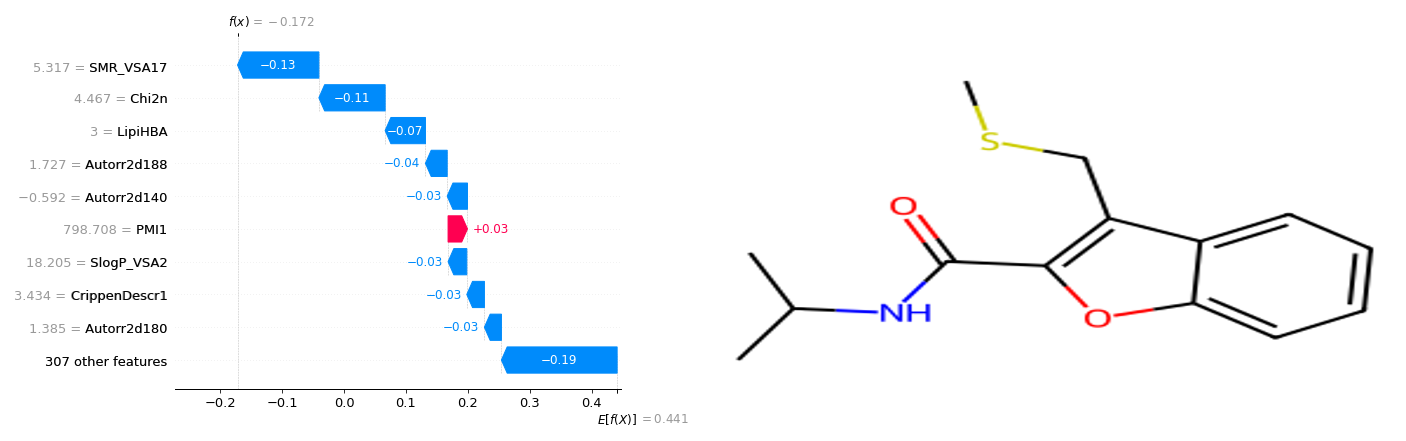 f(x) = −0.172
5.317 = SMR_VSA17
−0.13
4.467 = Chi2n
−0.11
3 = LipiHBA
−0.07
1.727 = Autorr2d188
−0.04
−0.592 = Autorr2d140
−0.03
798.708 = PMI1
+0.03
18.205 = SlogP_VSA2
−0.03
3.434 = CrippenDescr1
−0.03
1.385 = Autorr2d180
−0.03
307 other features
−0.19
−0.2 −0.1 0.0 0.1 0.2 0.3 0.4
E[f(X)] = 0.441
S
O
NH
O